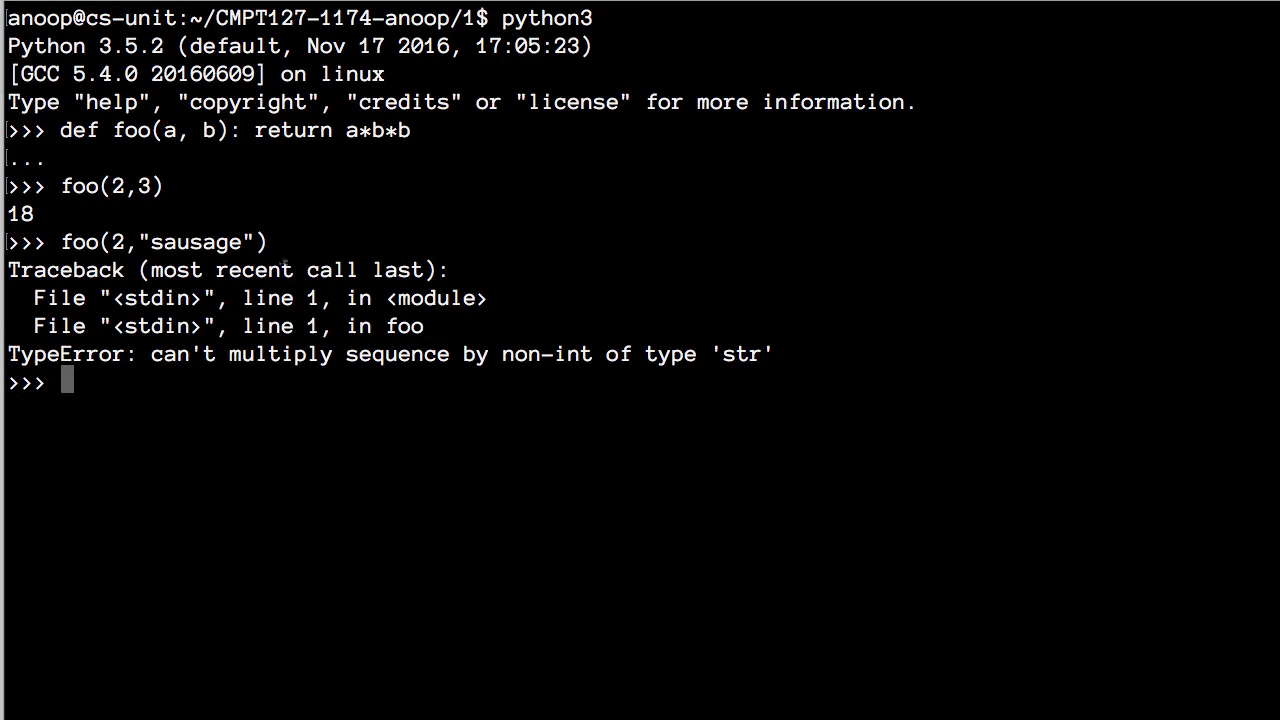 anoop@cs-unit:~/CMPT127-1174-anoop/1$ python3
Python 3.5.2 (default, Nov 17 2016, 17:05:23)
[GCC 5.4.0 20160609] on linux
Type "help", "copyright", "credits" or "license" for more information.
>>> def foo(a, b): return a*b*b
...
>>> foo(2,3)
18
>>> foo(2,"sausage")
Traceback (most recent call last):
  File "<stdin>", line 1, in <module>
  File "<stdin>", line 1, in foo
TypeError: can't multiply sequence by non-int of type 'str'
>>>